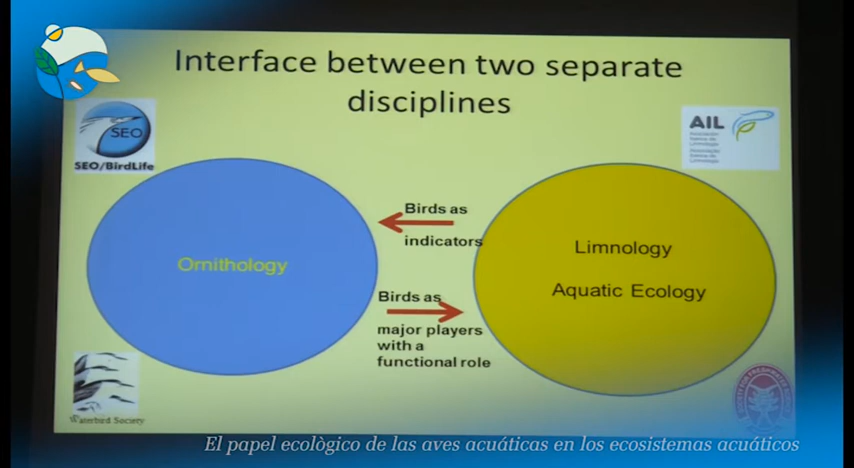 Interface between two separate
disciplines
SEO
SEO/BirdLife
AIL
Birds as
indicators
Ornithology
Limnology
Aquatic Ecology
Birds as
major players
with a
functional role
Waterbird Society
El papel ecològico de las aves acuáticas en los ecosistemas acuáticos